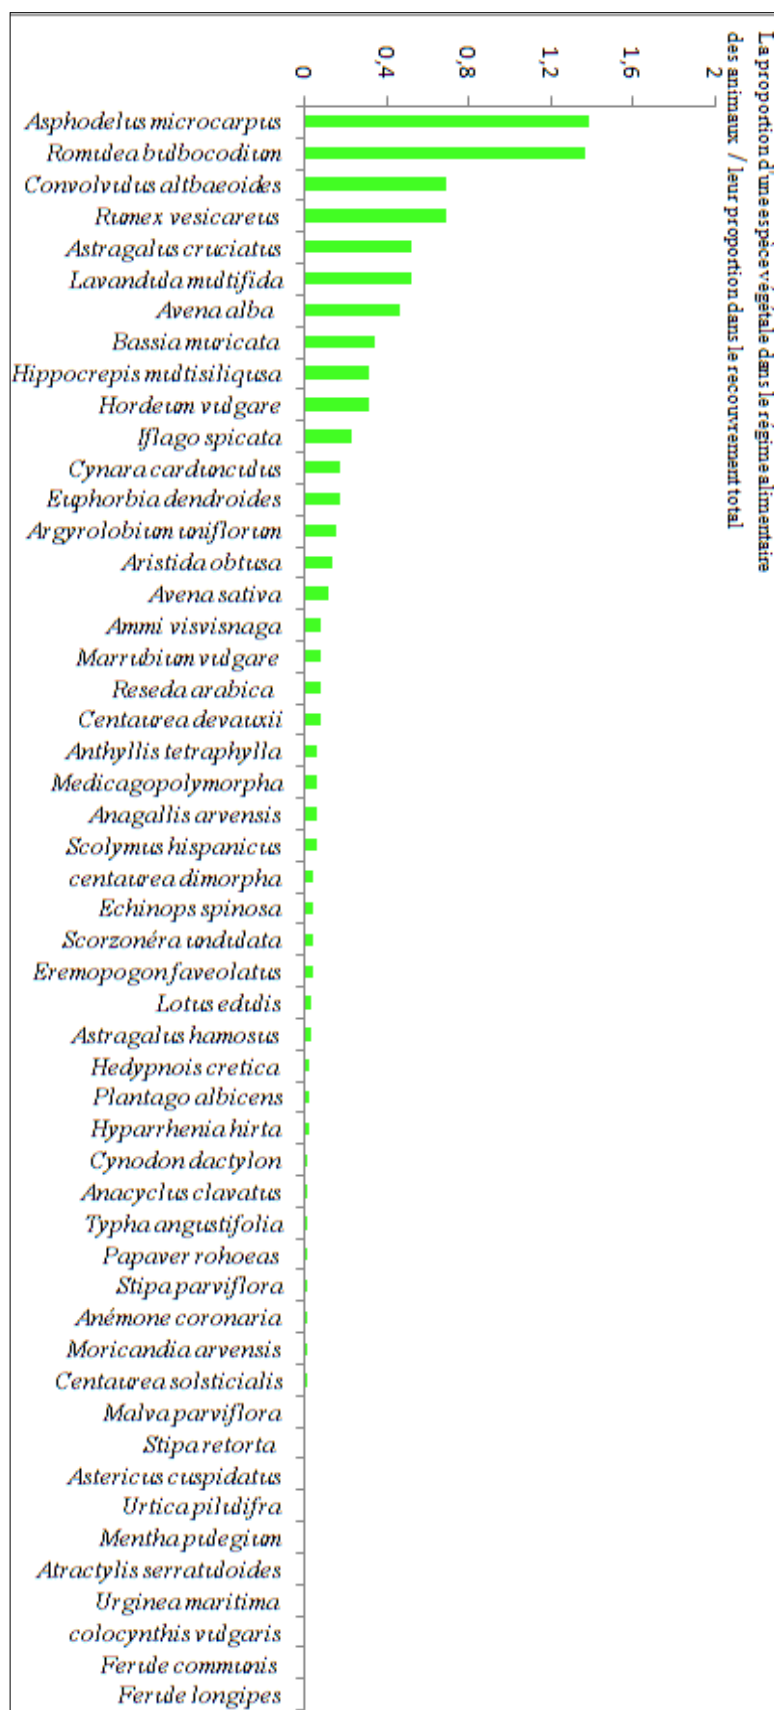 La proportion d'une espèce végétale dans le régime alimentaire
des animaux / leur proportion dans le recouvrement total
0
0,4
0,8
1,2
1,6
2
Asphodelus microcarpus
Romulea bulbocodium
Convolvulus altbaeoides
Rumex vesicareus
Astragalus cruciatus
Lavandula multifida
Avena alba
Bassia muricata
Hippocrepis multisiliqusa
Hordeum vulgare
Iflago spicata
Cynara cardunculus
Euphorbia dendroides
Argyrolobium uniflorum
Aristida obtusa
Avena sativa
Ammi visvisnaga
Marrubium vulgare
Reseda arabica
Centaurea devauxii
Anthyllis tetraphylla
Medicagopolymorpha
Anagallis arvensis
Scolymus hispanicus
centaurea dimorpha
Echinops spinosa
Scorzonéra undulata
Eremopogon faveolatus
Lotus edulis
Astragalus hamosus
Hedypnois cretica
Plantago albicens
Hyparrhenia hirta
Cynodon dactylon
Anacyclus clavatus
Typha angustifolia
Papaver rohoeas
Stipa parviflora
Anémone coronaria
Moricandia arvensis
Centaurea solsticialis
Malva parviflora
Stipa retorta
Astericus cuspidatus
Urtica pilulifra
Mentha pulegium
Atractylis serratuloides
Urginea maritima
colocynthis vulgaris
Ferule communis
Ferule longipes